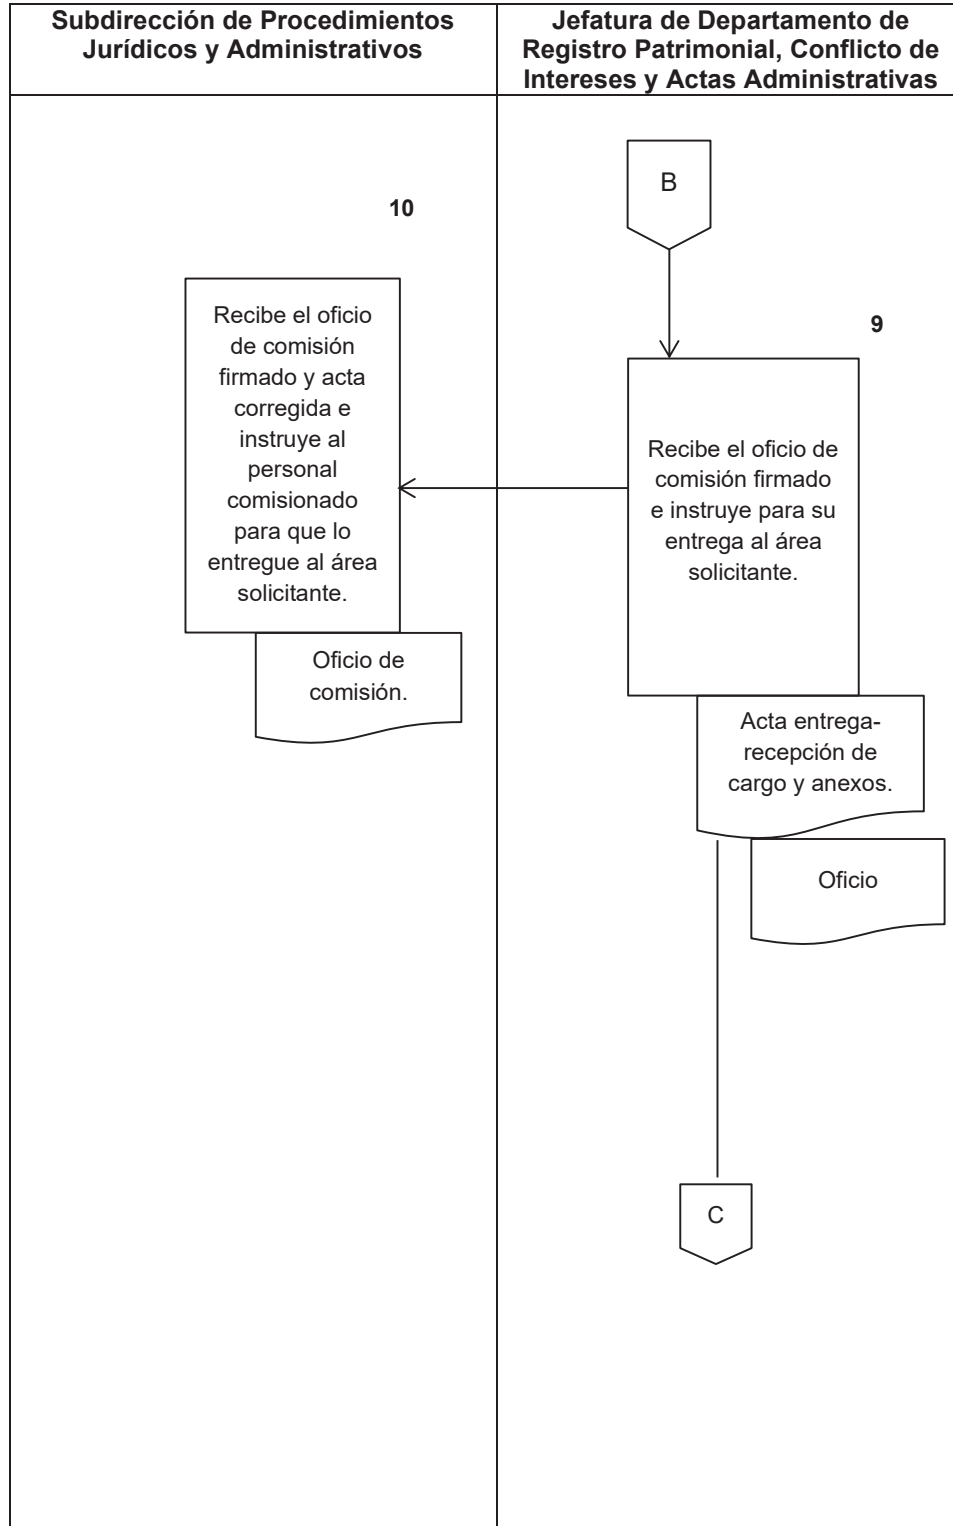 Subdirección de Procedimientos
Jurídicos y Administrativos
Jefatura de Departamento de
Registro Patrimonial, Conflicto de
Intereses y Actas Administrativas
B
10
9
Recibe el oficio
de comisión
firmado y acta
corregida e
instruye al
personal
comisionado
para que lo
entregue al área
solicitante.
Recibe el oficio de
comisión firmado
e instruye para su
entrega al área
solicitante.
Oficio de
comisión.
Acta entrega-
recepción de
cargo y anexos.
Oficio
C